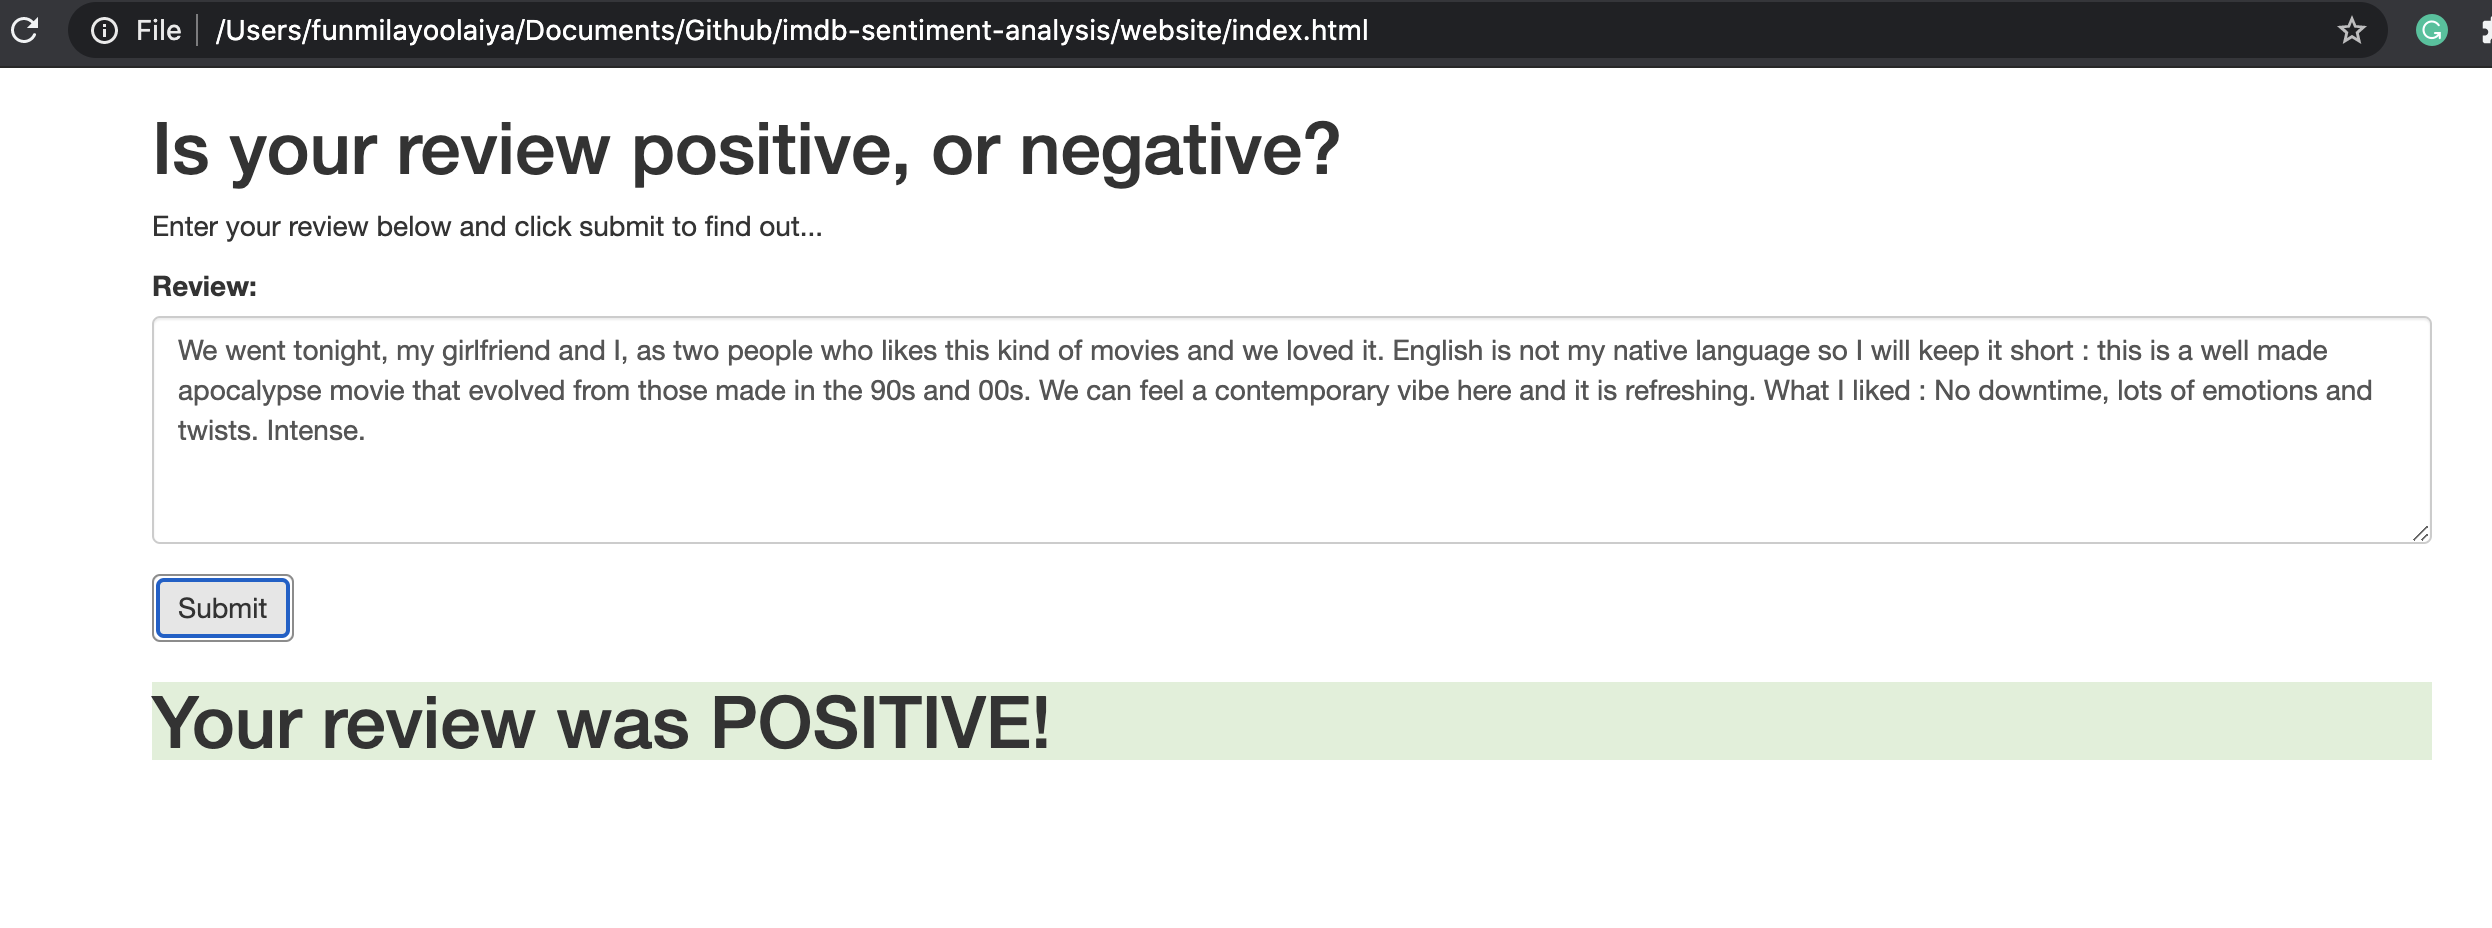 File /Users/funmilayoolaiya/Documents/Github/imdb-sentiment-analysis/website/index.html
Is your review positive, or negative?
Enter your review below and click submit to find out...
Review:
We went tonight, my girlfriend and I, as two people who likes this kind of movies and we loved it. English is not my native language so I will keep it short : this is a well made
apocalypse movie that evolved from those made in the 90s and 00s. We can feel a contemporary vibe here and it is refreshing. What I liked : No downtime, lots of emotions and
twists. Intense.
Submit
Your review was POSITIVE!